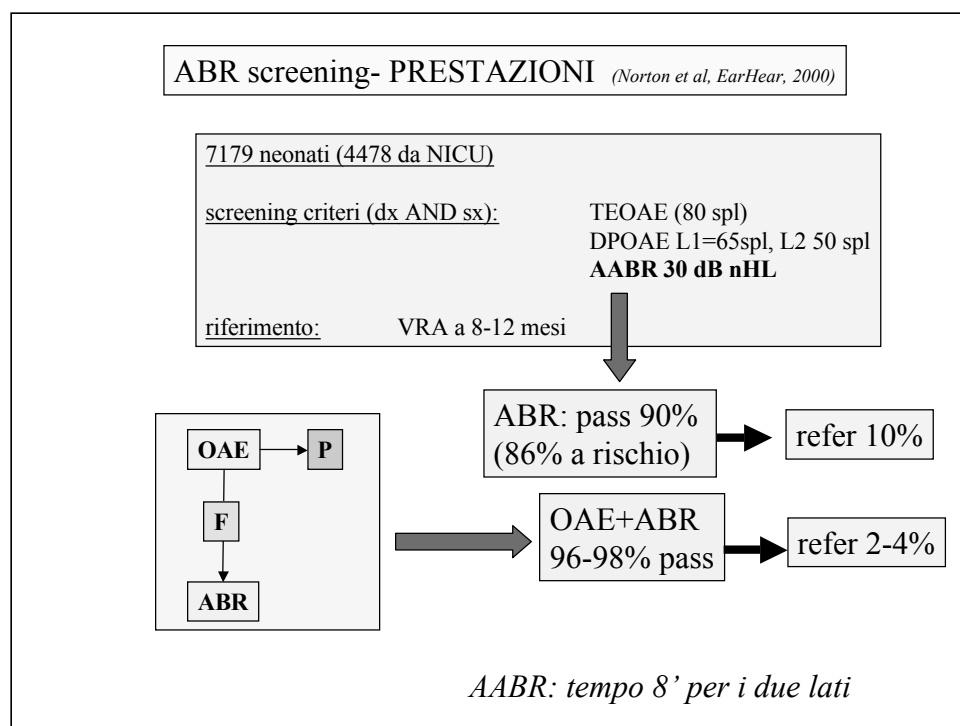 ABR screening- PRESTAZIONI (Norton et al, EarHear, 2000)
7179 neonati (4478 da NICU)
screening criteri (dx AND sx): TEOAE (80 spl)
DPOAE L1=65spl, L2 50 spl
AABR 30 dB nHL
riferimento: VRA a 8-12 mesi
ABR: pass 90%
(86% a rischio)
refer 10%
OAE
P
F
ABR
OAE+ABR
96-98% pass
refer 2-4%
AABR: tempo 8’ per i due lati